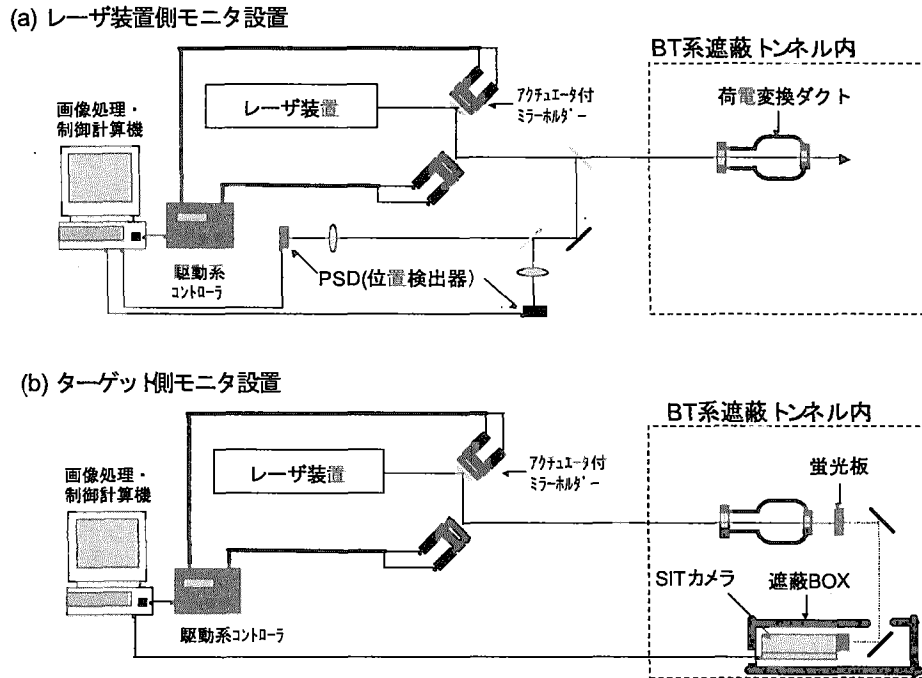 (a) レーザ装置側モニタ設置
BT系遮蔽トンネル内
画像処理・
制御計算機
レーザ装置
アクチュエータ付
ミラーホルダー
荷電変換ダクト
駆動系
コントローラ
PSD(位置検出器)
(b) ターゲット側モニタ設置
BT系遮蔽トンネル内
画像処理・
制御計算機
レーザ装置
アクチュエータ付
ミラーホルダー
蛍光板
SITカメラ
遮蔽BOX
駆動系コントローラ